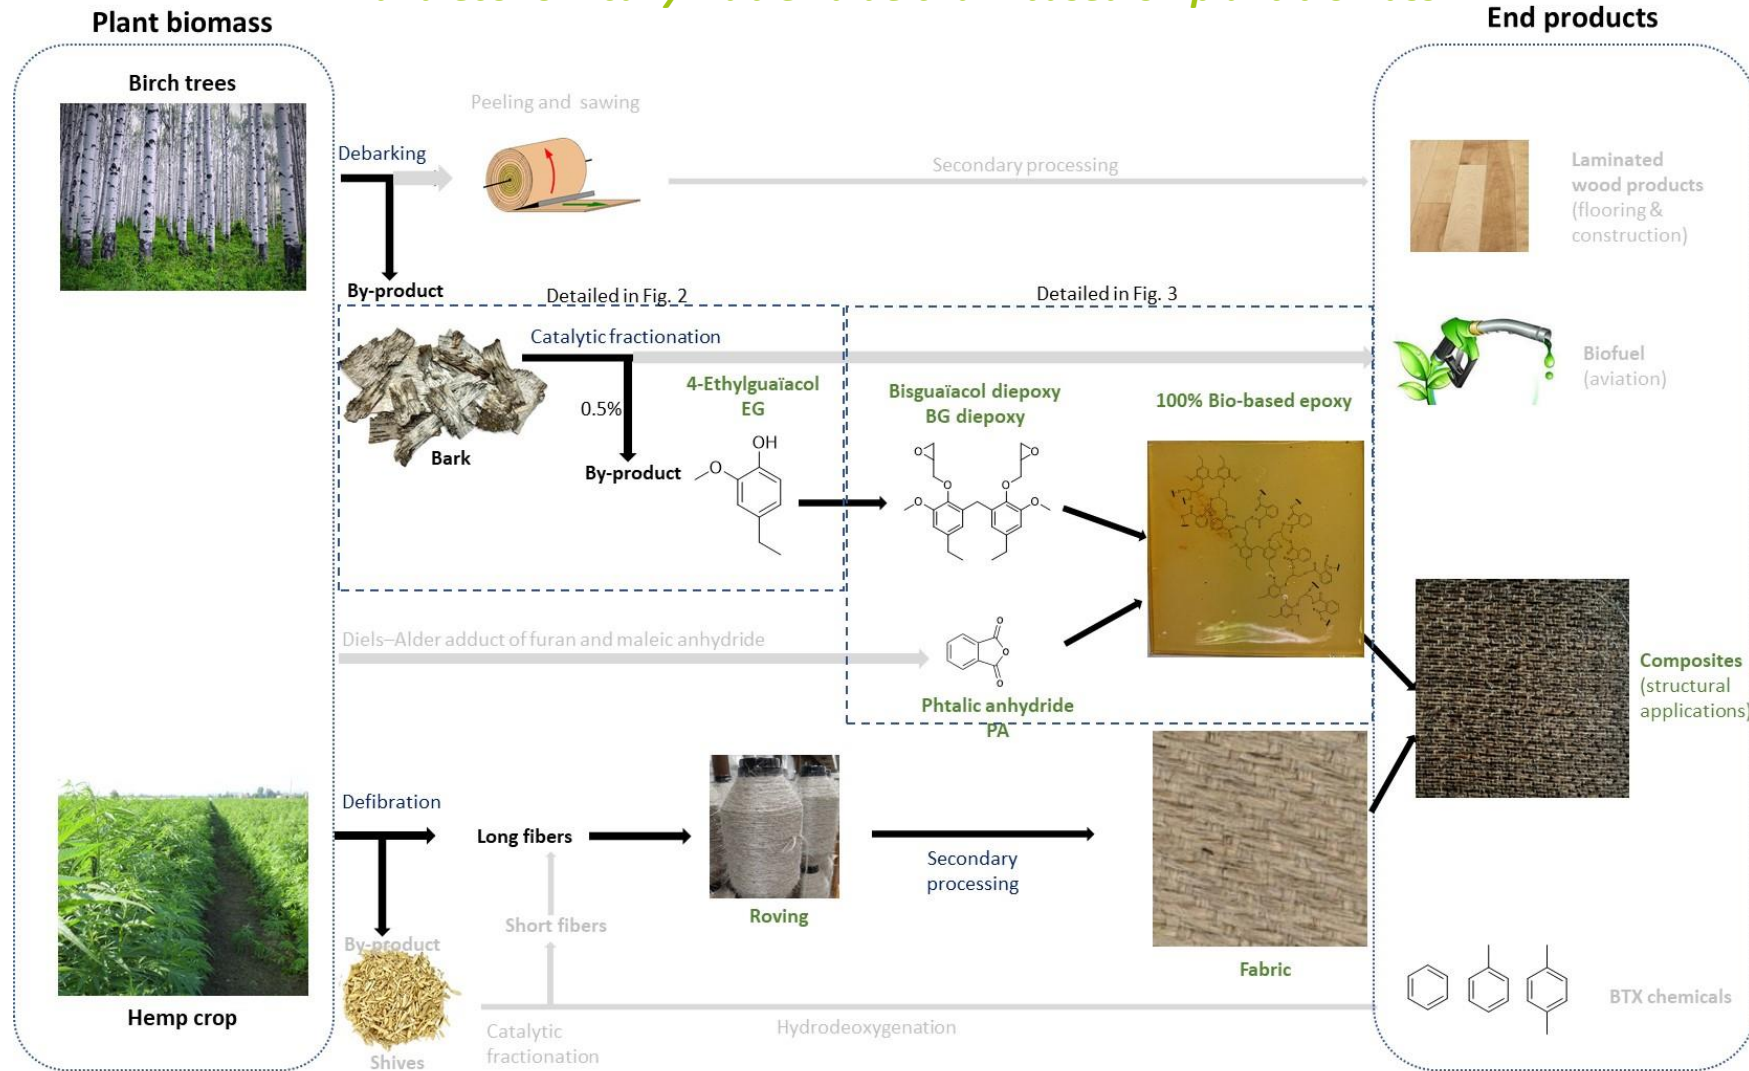 Plant biomass
End products
Birch trees
Peeling and sawing
Debarking
Secondary processing
Laminated
wood products
(flooring &
construction)
By-product
Detailed in Fig. 2
Detailed in Fig. 3
Catalytic fractionation
Biofuel
(aviation)
4-Ethylguaïacol
EG
0.5%
Bisguaïacol diepoxy
BG diepoxy
100% Bio-based epoxy
Bark
By-product
OH
O
O
O
O
O
O
O
Diels–Alder adduct of furan and maleic anhydride
O
O
O
Phtalic anhydride
PA
Composites
(structural
applications)
Defibration
Long fibers
Secondary
processing
Roving
Short fibers
By-product
Fabric
Hemp crop
BTX chemicals
Catalytic
fractionation
Hydrodeoxygenation
Shives